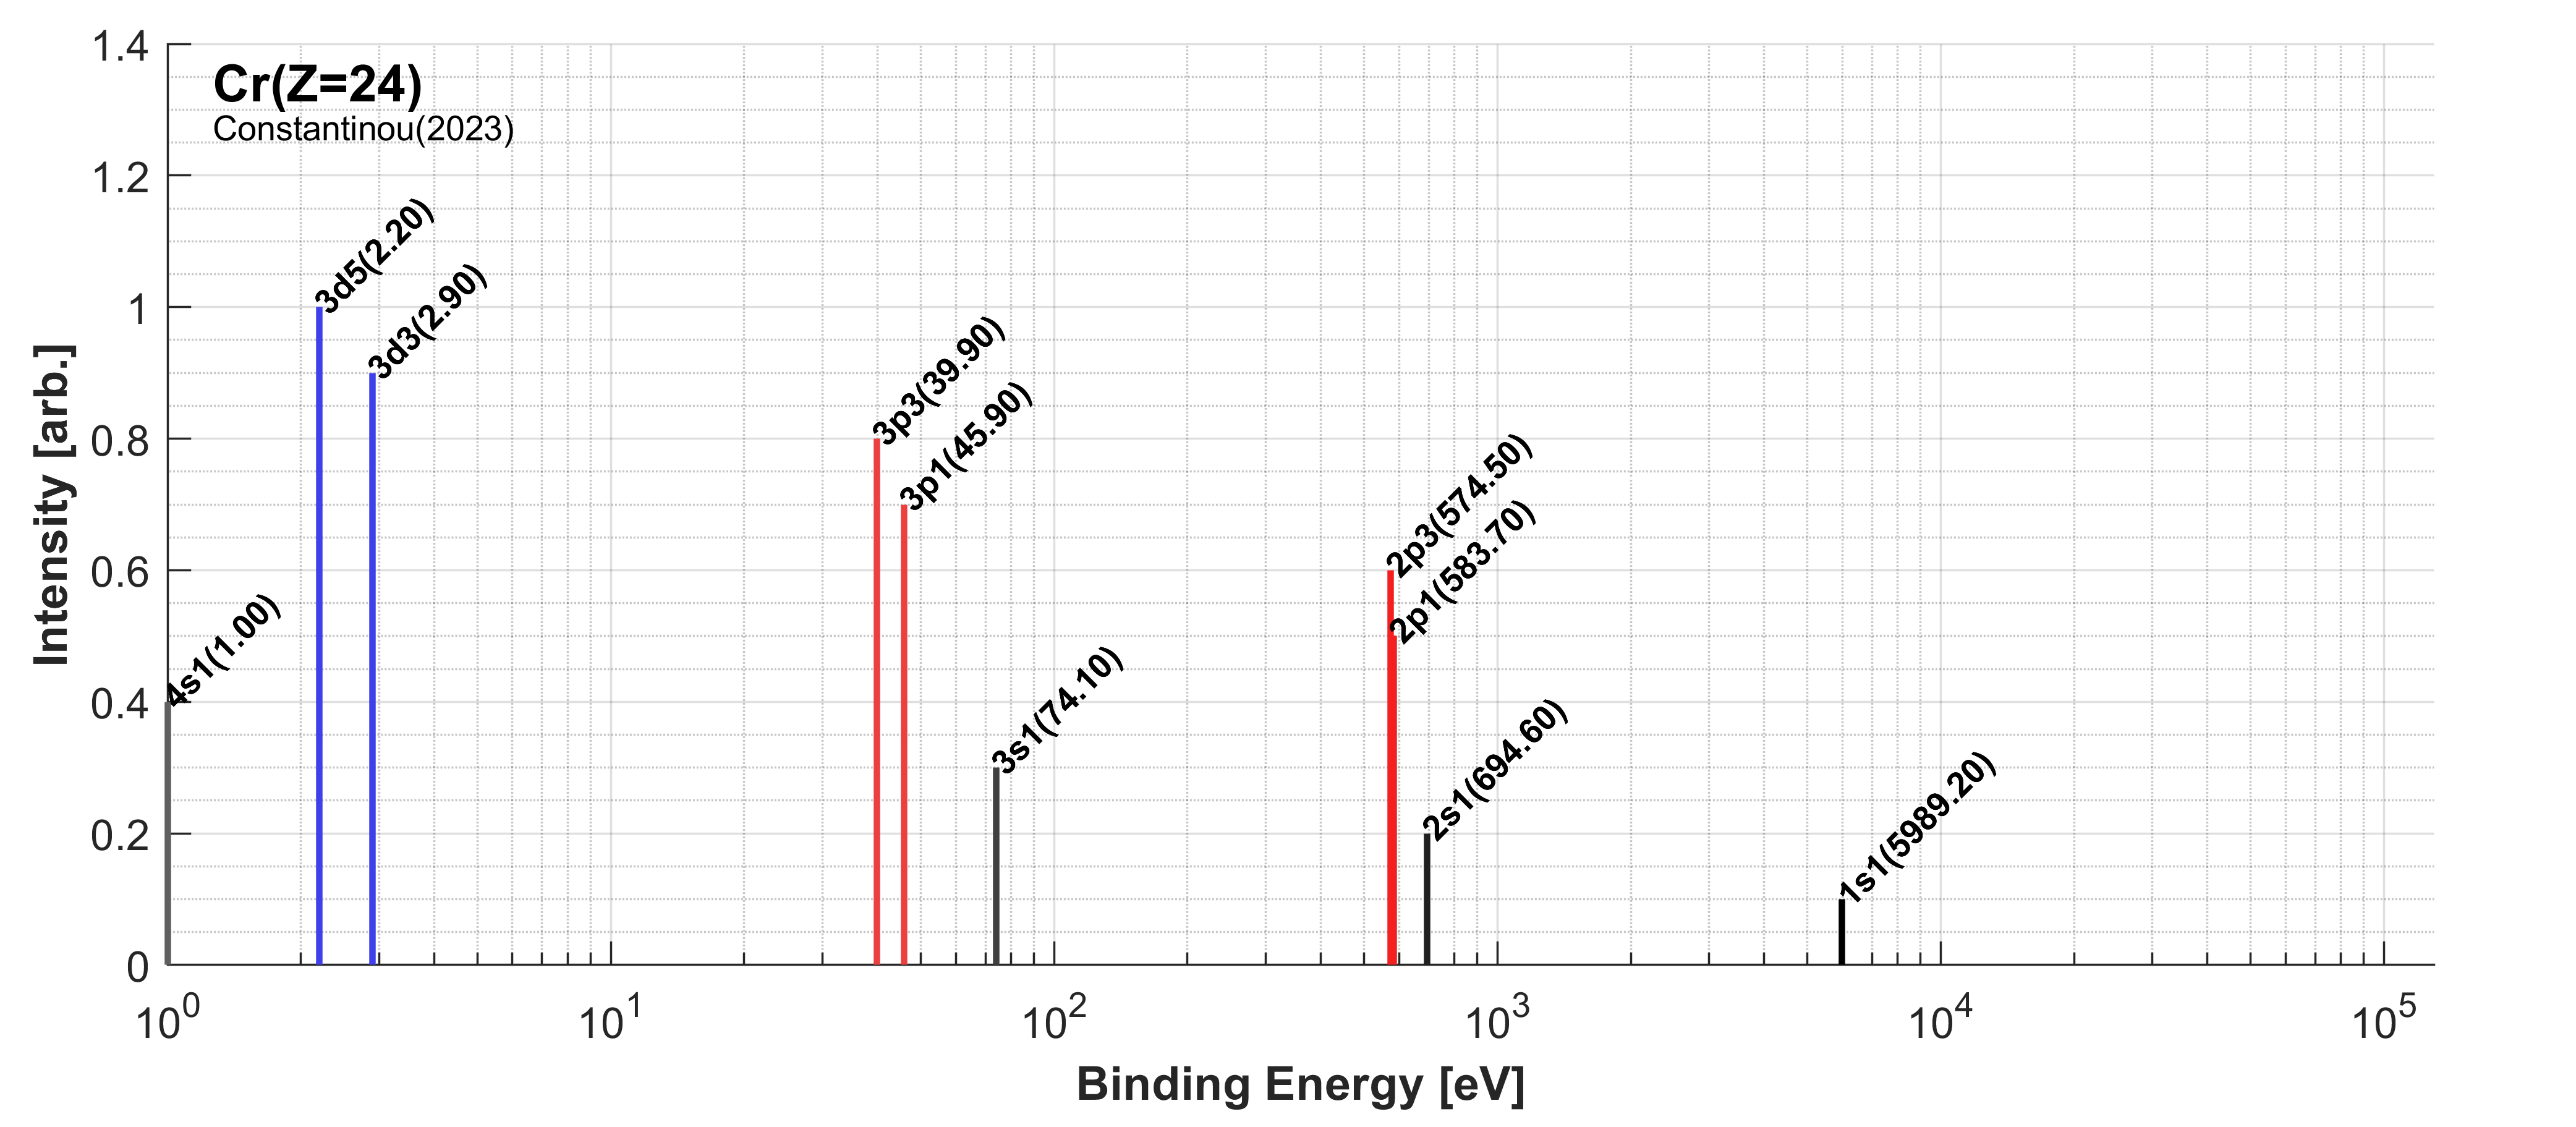 Cr(Z=24)
Constantinou(2023)
Intensity [arb.]
1.4
1.2
1
0.8
0.6
0.4
0.2
0
4s1(1.00)
3d5(2.20)
3d3(2.90)
3p3(39.90)
3p1(45.90)
3s1(74.10)
2p3(574.50)
2p1(583.70)
2s1(694.60)
1s1(5989.20)
10^0 10^1 10^2 10^3 10^4 10^5
Binding Energy [eV]